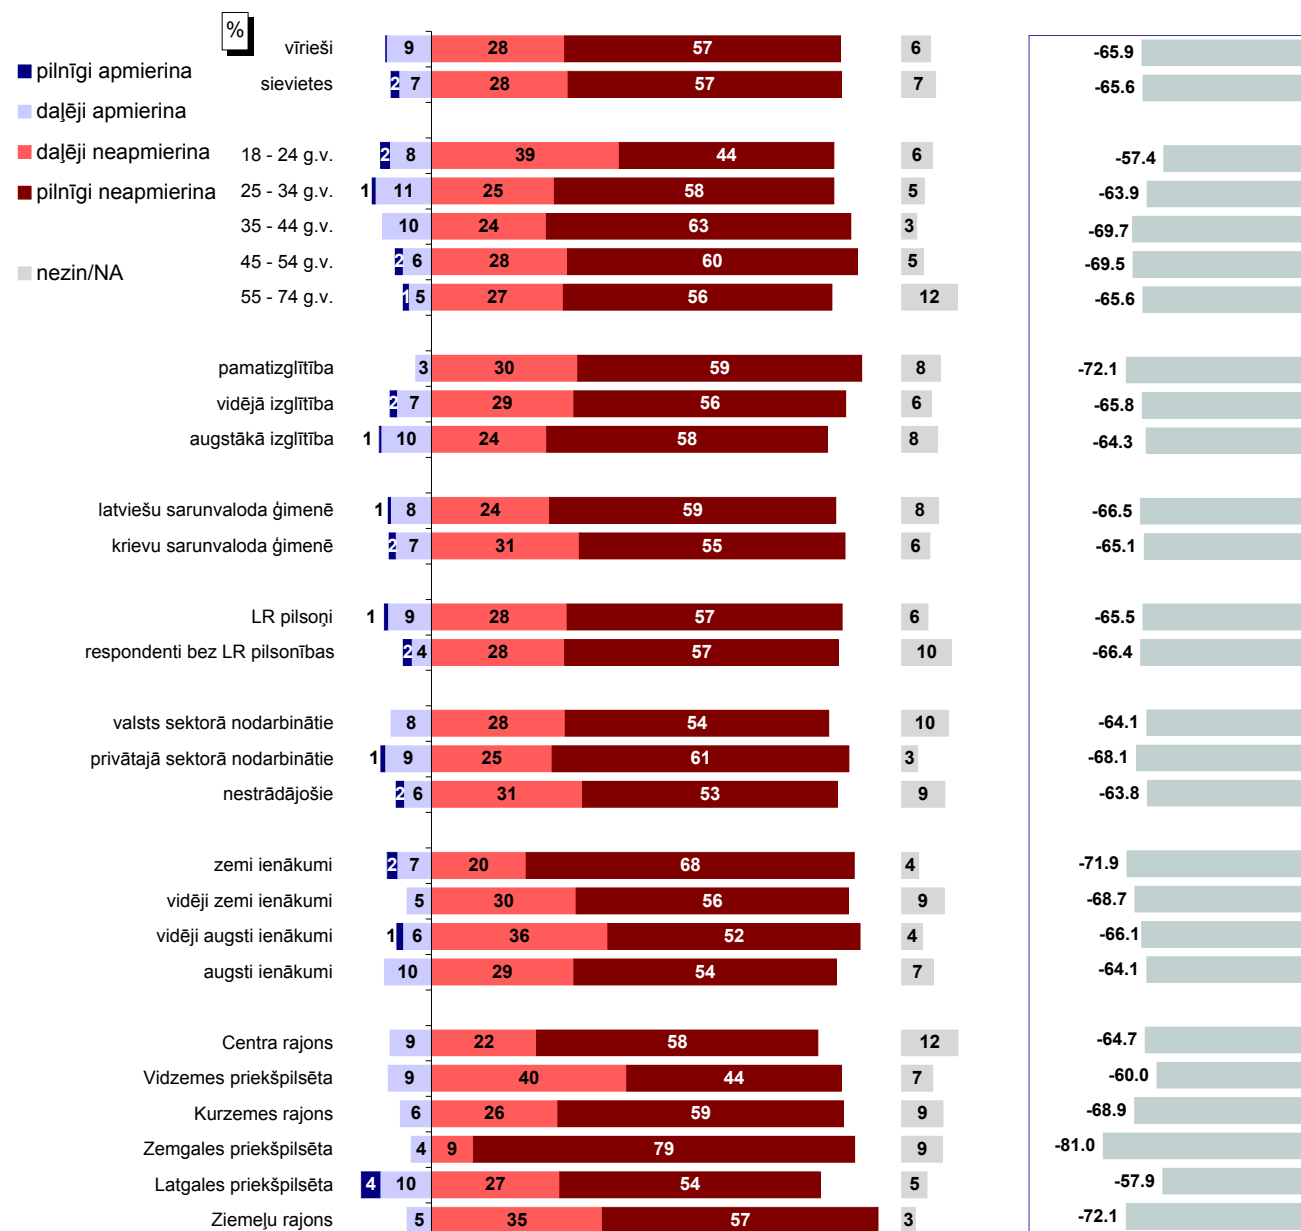 %
pilnīgi apmierina
daļēji apmierina
daļēji neapmierina
pilnīgi neapmierina
nezin/NA
vīrieši 9 28 57 6 -65.9
sievietes 2 7 28 57 7 -65.6
18 - 24 g.v. 2 8 39 44 6 -57.4
25 - 34 g.v. 1 11 25 58 5 -63.9
35 - 44 g.v. 10 24 63 3 -69.7
45 - 54 g.v. 2 6 28 60 5 -69.5
55 - 74 g.v. 1 5 27 56 12 -65.6
pamatizglītība 3 30 59 8 -72.1
vidējā izglītība 2 7 29 56 6 -65.8
augstākā izglītība 1 10 24 58 8 -64.3
latviešu sarunvaloda ģimenē 1 8 24 59 8 -66.5
krievu sarunvaloda ģimenē 2 7 31 55 6 -65.1
LR pilsoņi 1 9 28 57 6 -65.5
respondenti bez LR pilsonības 2 4 28 57 10 -66.4
valsts sektorā nodarbinātie 8 28 54 10 -64.1
privātajā sektorā nodarbinātie 1 9 25 61 3 -68.1
nestrādājošie 2 6 31 53 9 -63.8
zemi ienākumi 2 7 20 68 4 -71.9
vidēji zemi ienākumi 5 30 56 9 -68.7
vidēji augsti ienākumi 1 6 36 52 4 -66.1
augsti ienākumi 10 29 54 7 -64.1
Centra rajons 9 22 58 12 -64.7
Vidzemes priekšpilsēta 9 40 44 7 -60.0
Kurzemes rajons 6 26 59 9 -68.9
Zemgales priekšpilsēta 4 9 79 9 -81.0
Latgales priekšpilsēta 4 10 27 54 5 -57.9
Ziemeļu rajons 5 35 57 3 -72.1